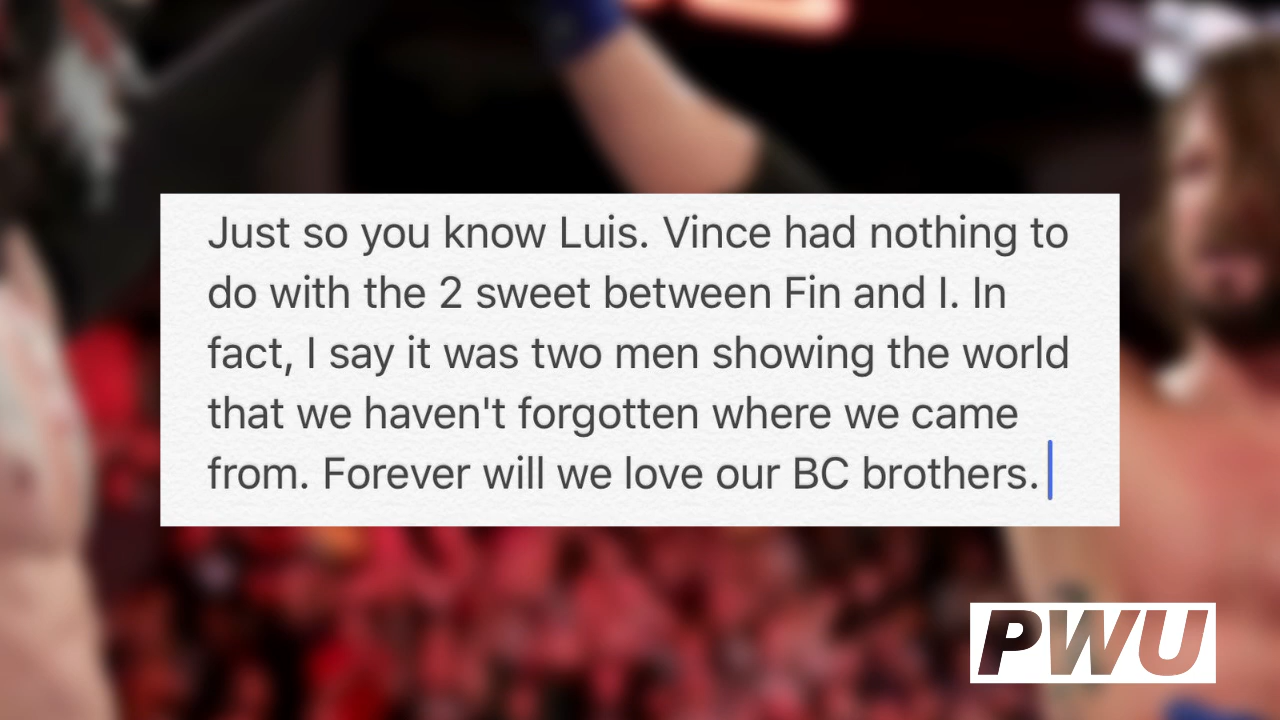 Just so you know Luis. Vince had nothing to
do with the 2 sweet between Fin and I. In
fact, I say it was two men showing the world
that we haven't forgotten where we came
from. Forever will we love our BC brothers.
PWU